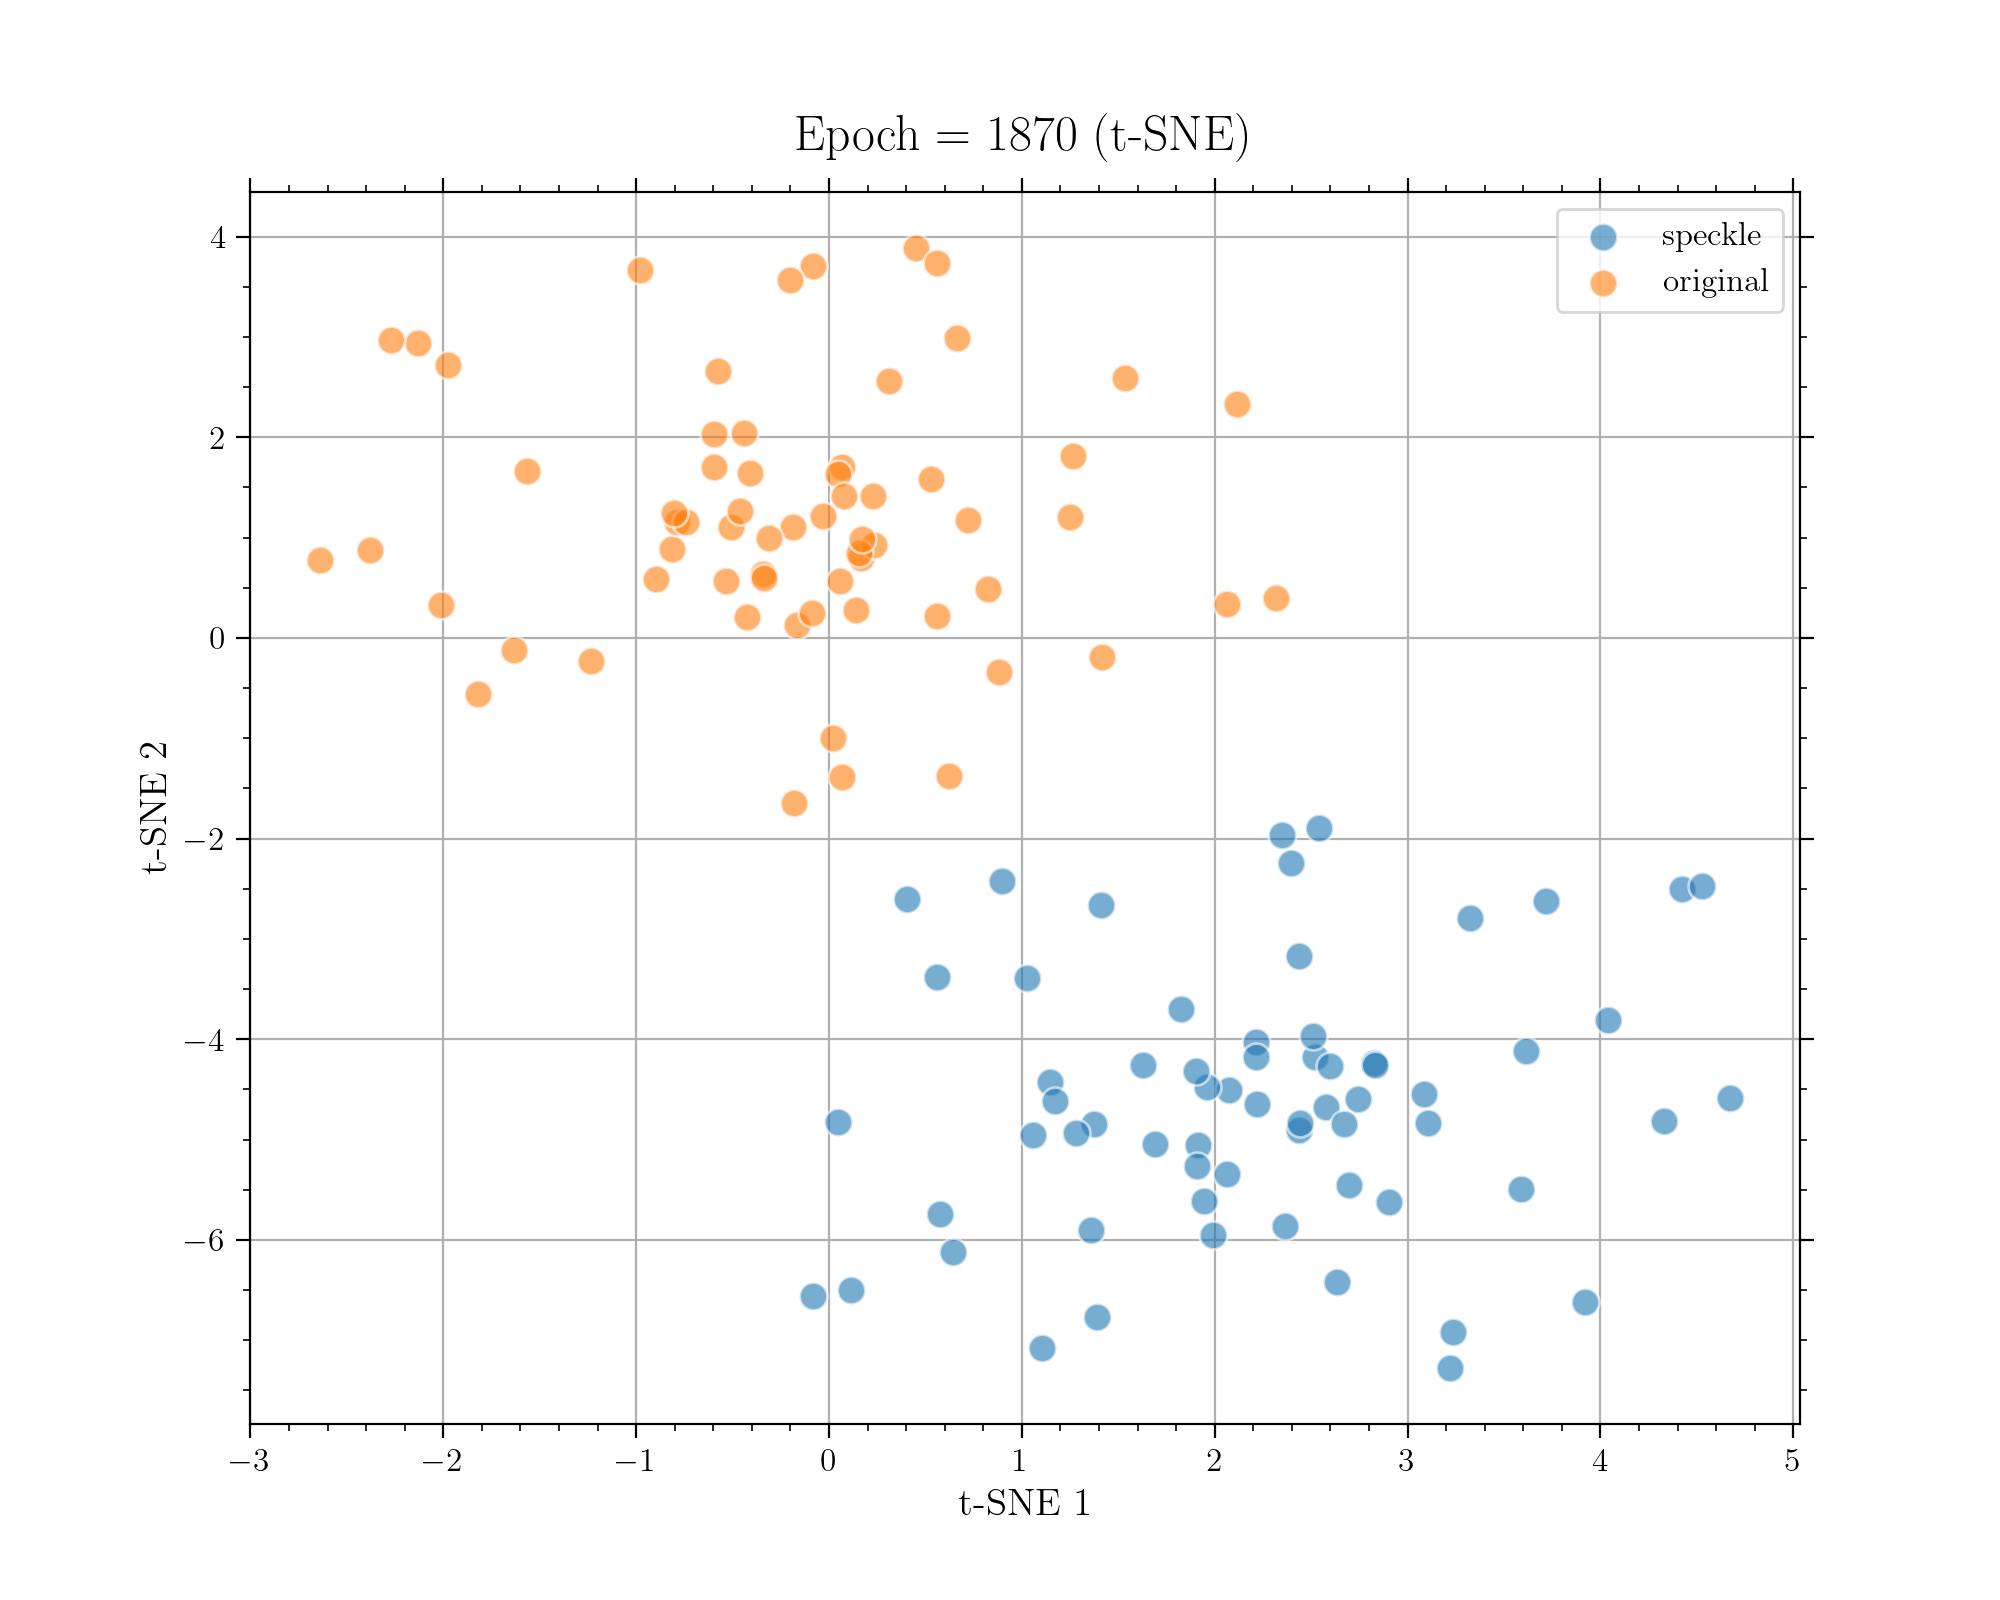 Epoch = 1870 (t-SNE)
speckle
original
4
2
0
−2
−4
−6
t-SNE 2
−3 −2 −1 0 1 2 3 4 5
t-SNE 1